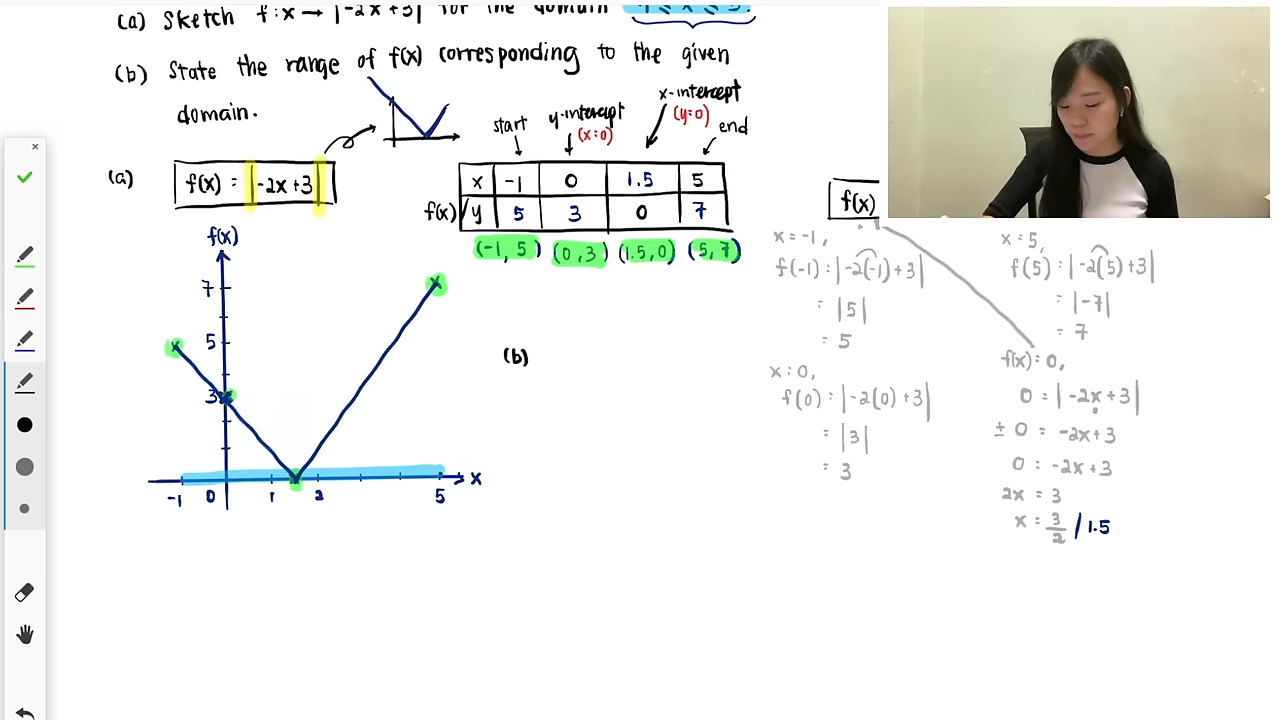 (a) Sketch f : x → |-2x+3| for the domain
(b) State the range of f(x) corresponding to the given
domain.
(a)
f(x) = |-2x+3|
start
y-intercept
(x=0)
x-intercept
(y=0)
end
x -1 0 1.5 5
f(x)/y 5 3 0 7
(-1, 5) (0, 3) (1.5, 0) (5, 7)
f(x)
7
5
3
-1 0 1 2 5 x
(b)
f(x)
x = -1,
f(-1) = |-2(-1)+3|
= |5|
= 5
x = 0,
f(0) = |-2(0)+3|
= |3|
= 3
x = 5,
f(5) = |-2(5)+3|
= |-7|
= 7
f(x) = 0,
0 = |-2x+3|
± 0 = -2x+3
0 = -2x+3
2x = 3
x = 3/2 / 1.5